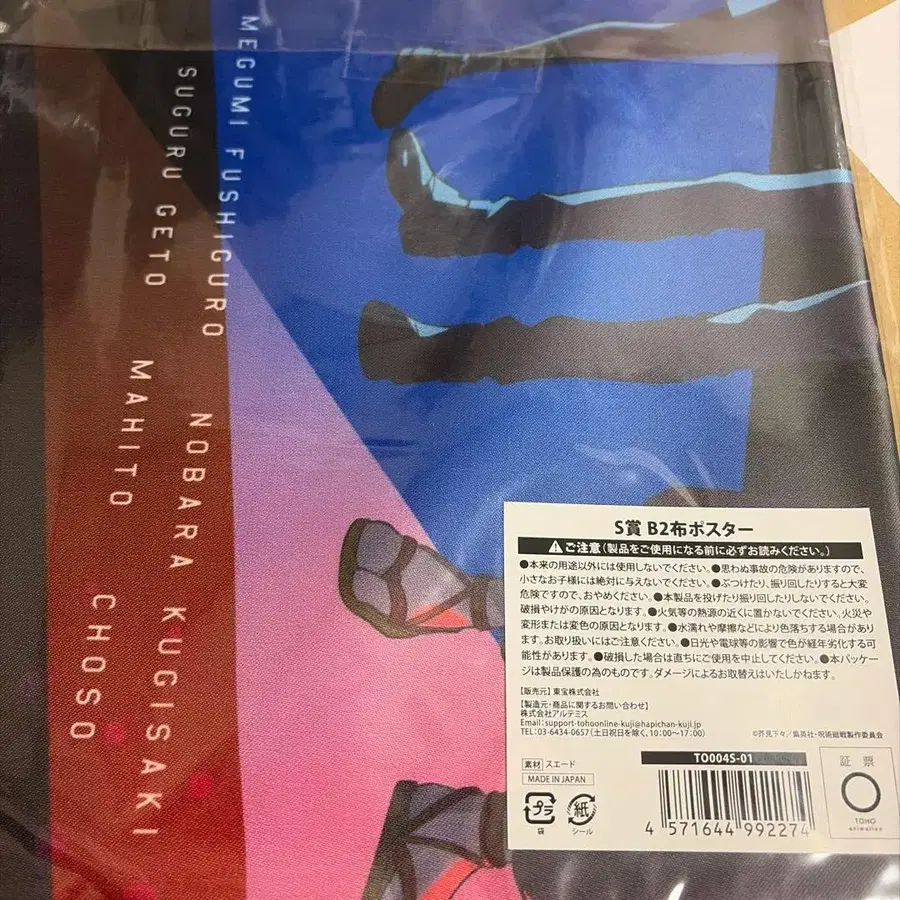 MEGUMI FUSHIGURO
NOBARA KUGISAKI
SUGURU GETO
MAHITO
CHOSO
S賞 B2布ポスター
ご注意(製品をご使用になる前に必ずお読みください。)
●本来の用途以外には使用しないでください。●思わぬ事故の危険がありますので、
小さなお子様には絶対に与えないでください。●ぶつけたり、振り回したりすると大変
危険ですので、おやめください。●本製品を投げたり振り回したりしないでください。
破損やけがの原因となります。●火気等の熱源の近くに置かないでください。火災や
変形または変色の原因となります。●水濡れや摩擦などにより色落ちする場合があり
ます。お取り扱いにはご注意ください。●日光や電球等の影響で色が経年劣化する可
能性があります。●破損した場合は直ちにご使用を中止してください。●本パッケー
ジは製品保護の為のものです。ダメージによるお取替えはいたしかねます。
【販売元】東宝株式会社
【製造元・商品に関するお問い合わせ】
株式会社アルテミス
Email:support-tohoonline-kuji@hapichan-kuji.jp
TEL:03-6434-0657(土日祝日を除く、10:00〜17:00)
©芥見下々/集英社・呪術廻戦製作委員会
素材 スエード
MADE IN JAPAN
プラ
袋
紙
シール
TO004S-01
4 571644 992274
証票
TOHO
animation